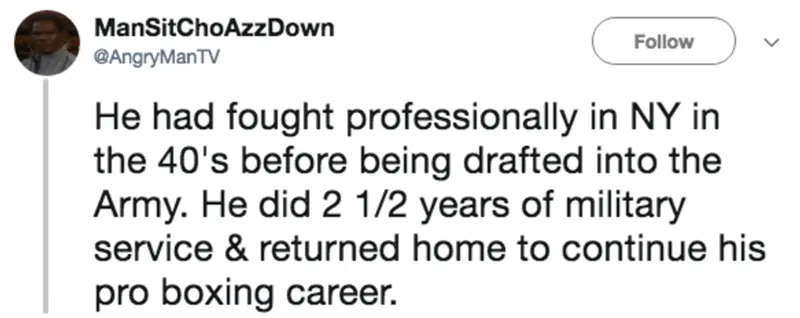 ManSitChoAzzDown
@AngryManTV
Follow
He had fought professionally in NY in
the 40's before being drafted into the
Army. He did 2 1/2 years of military
service & returned home to continue his
pro boxing career.